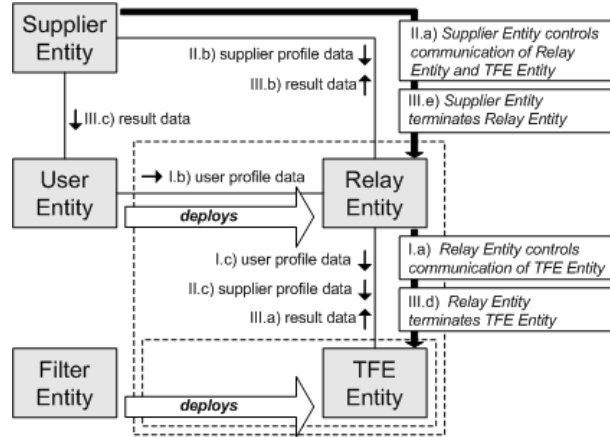 Supplier
Entity
II.b) supplier profile data
III.b) result data
II.a) Supplier Entity controls
communication of Relay
Entity and TFE Entity
III.e) Supplier Entity
terminates Relay Entity
III.c) result data
User
Entity
I.b) user profile data
deploys
Relay
Entity
I.c) user profile data
II.c) supplier profile data
III.a) result data
I.a) Relay Entity controls
communication of TFE Entity
III.d) Relay Entity
terminates TFE Entity
Filter
Entity
deploys
TFE
Entity